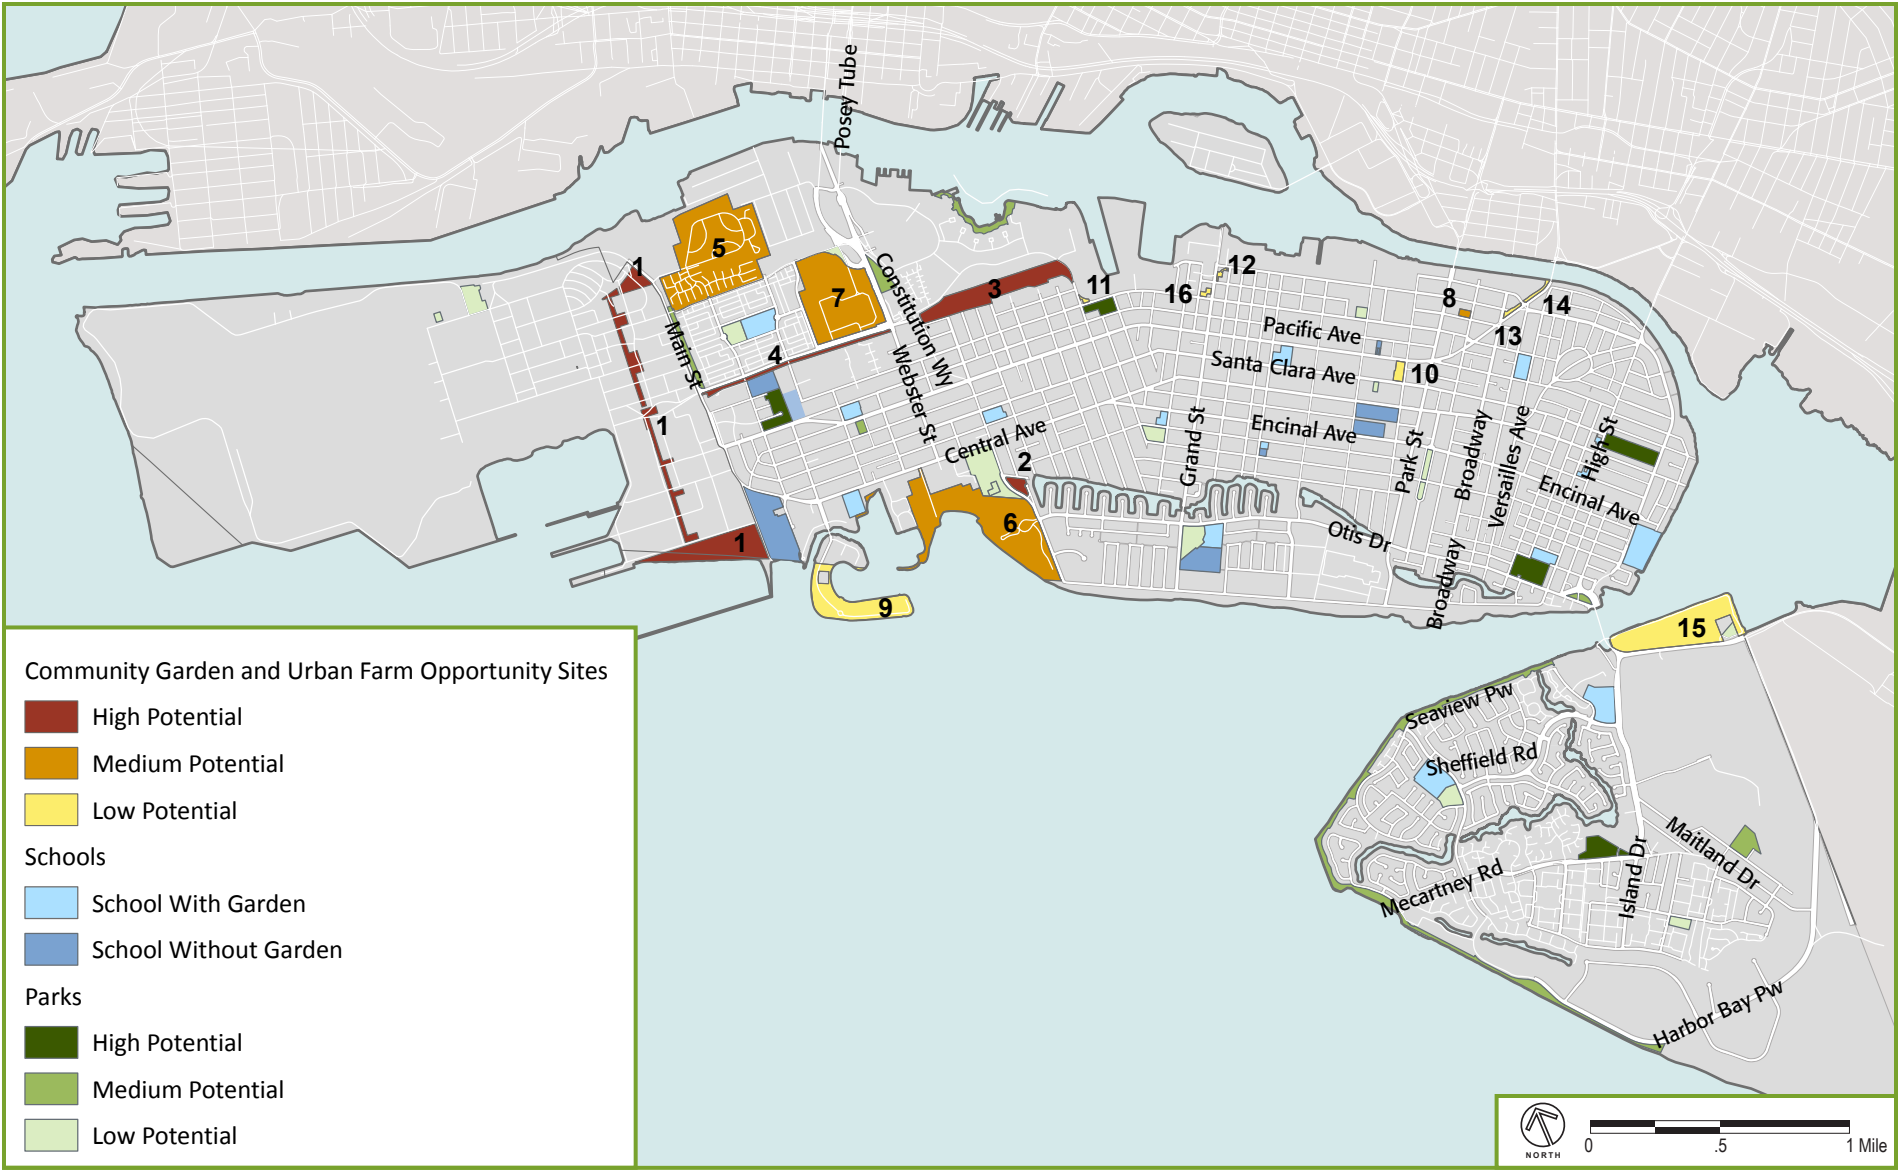 Posey Tube
5
1
7
Constitution Wy
3
11
16
12
8
14
13
Pacific Ave
Main St
4
Webster St
Santa Clara Ave
10
1
Central Ave
2
Grand St
Encinal Ave
Park St
Broadway
Versailles Ave
High St
Encinal Ave
6
Otis Dr
1
Broadway
9
15
Seaview Pw
Sheffield Rd
Maitland Dr
Mecartney Rd
Island Dr
Harbor Bay Pw
Community Garden and Urban Farm Opportunity Sites
High Potential
Medium Potential
Low Potential
Schools
School With Garden
School Without Garden
Parks
High Potential
Medium Potential
Low Potential
NORTH
0 .5 1 Mile